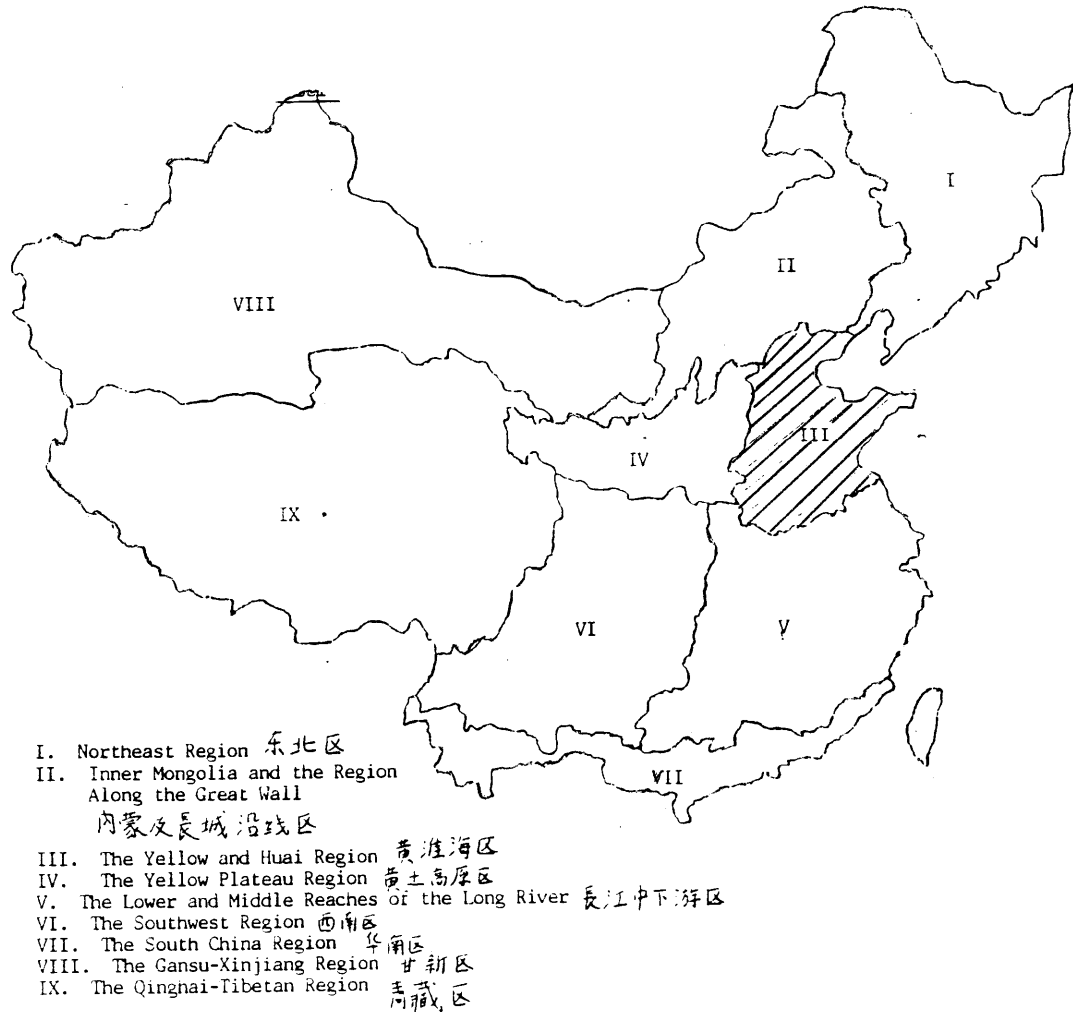 I
II
VIII
III
IV
IX
VI
V
VII
I. Northeast Region 东北区
II. Inner Mongolia and the Region
Along the Great Wall
内蒙及長城沿线区
III. The Yellow and Huai Region 黄淮海区
IV. The Yellow Plateau Region 黄土高原区
V. The Lower and Middle Reaches of the Long River 長江中下游区
VI. The Southwest Region 西南区
VII. The South China Region 华南区
VIII. The Gansu-Xinjiang Region 甘新区
IX. The Qinghai-Tibetan Region 青藏区